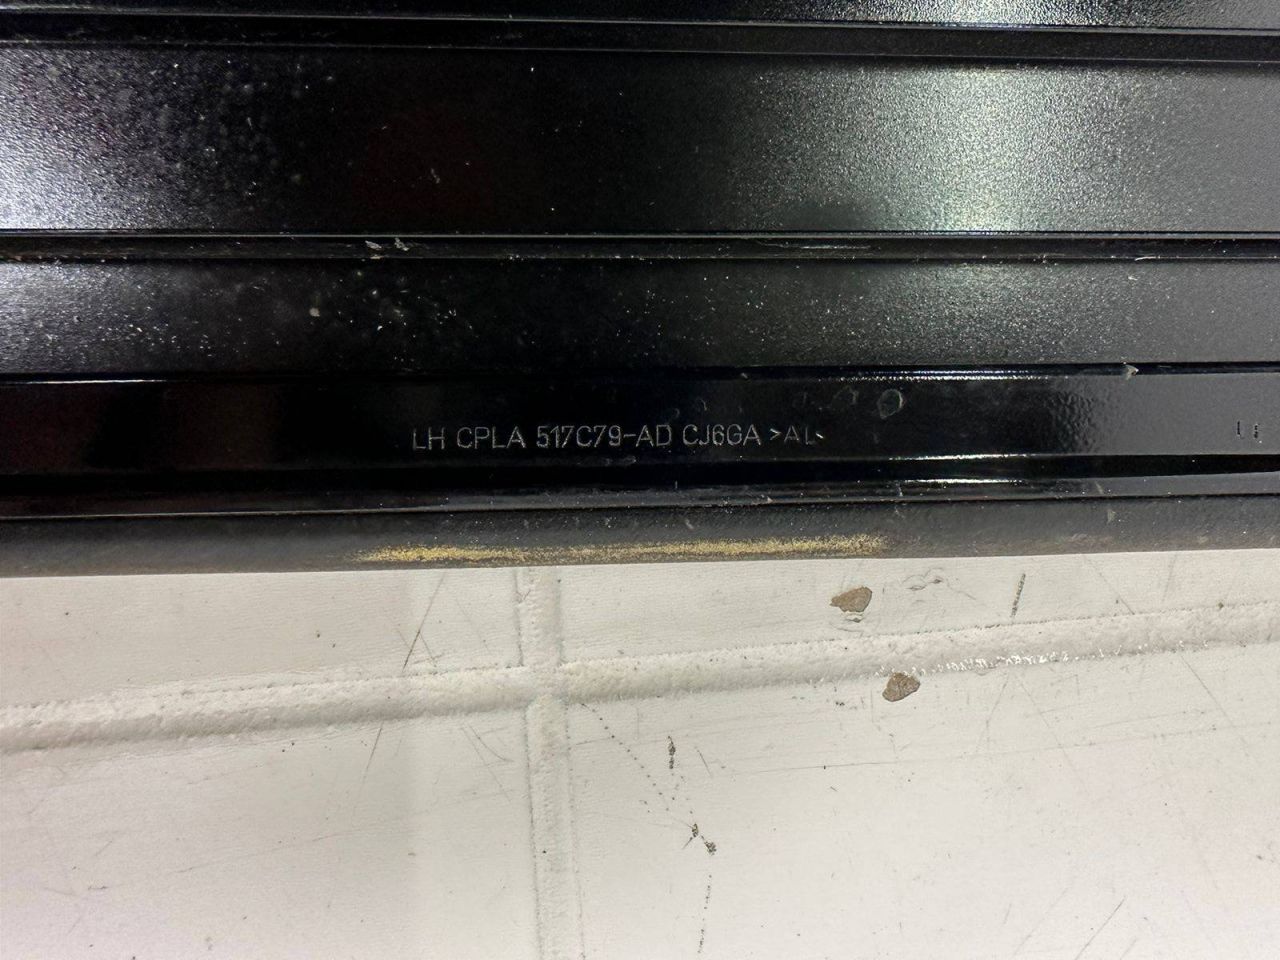 LH CPLA 517C79-AD CJ6GA >AL<